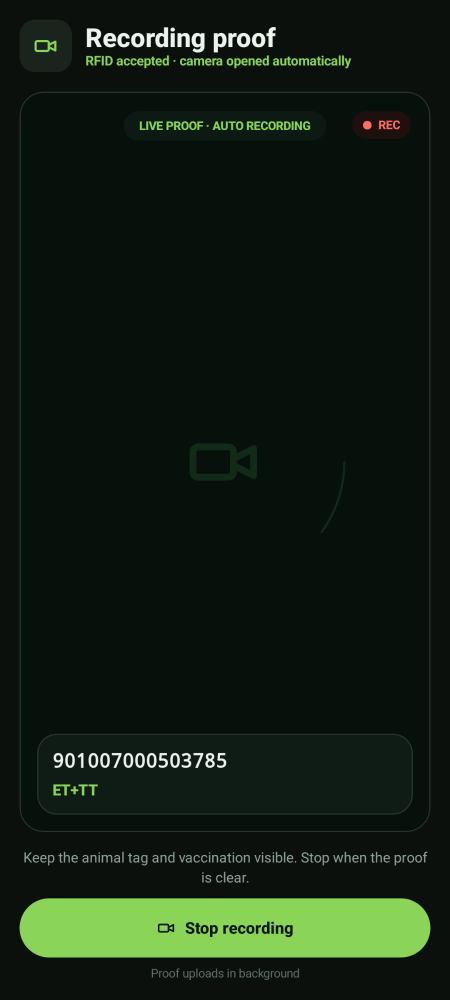 Recording proof
RFID accepted · camera opened automatically
LIVE PROOF · AUTO RECORDING
REC
901007000503785
ET+TT
Keep the animal tag and vaccination visible. Stop when the proof
is clear.
Stop recording
Proof uploads in background